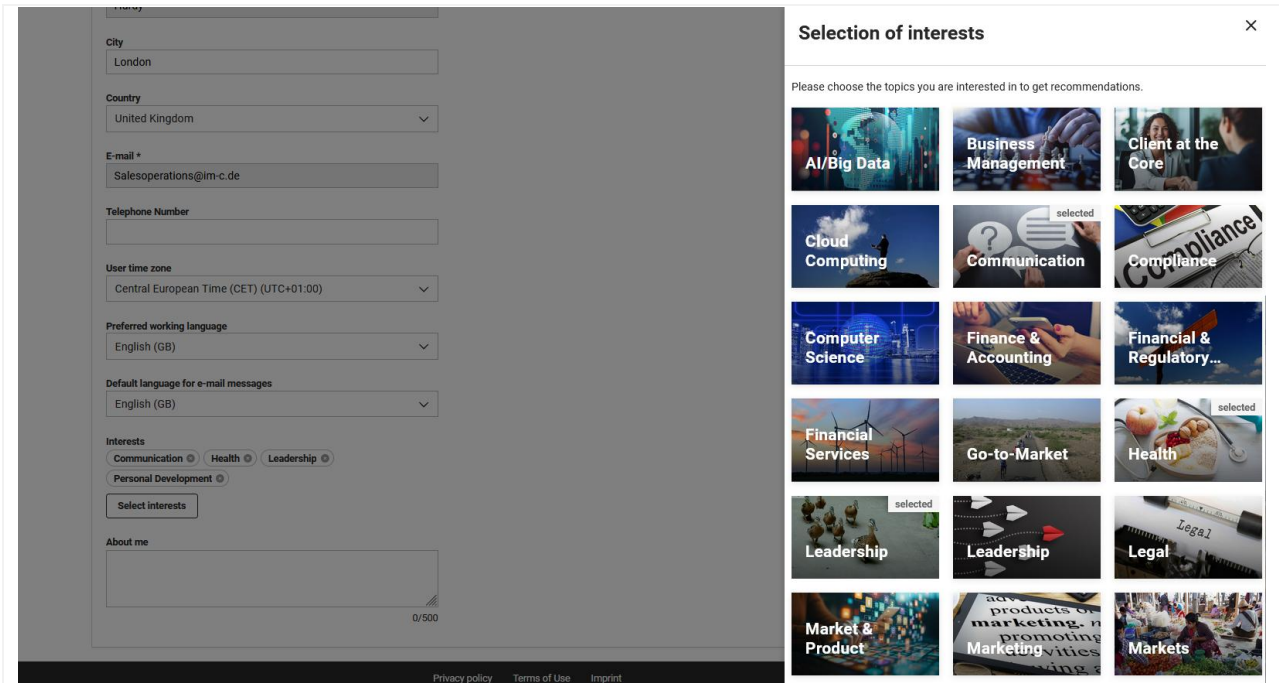 City
London
Country
United Kingdom
E-mail *
Salesoperations@im-c.de
Telephone Number
User time zone
Central European Time (CET) (UTC+01:00)
Preferred working language
English (GB)
Default language for e-mail messages
English (GB)
Interests
Communication
Health
Leadership
Personal Development
Select interests
About me
0/500
Privacy policy Terms of Use Imprint
Selection of interests
Please choose the topics you are interested in to get recommendations.
AI/Big Data
Business
Management
Client at the
Core
Cloud
Computing
selected
Communication
Compliance
Compliance
Computer
Science
Finance &
Accounting
Financial &
Regulatory...
Financial
Services
Go-to-Market
selected
Health
selected
Leadership
Leadership
Legal
Legal
Market &
Product
products
marketing.
promoting
Marketing
Markets